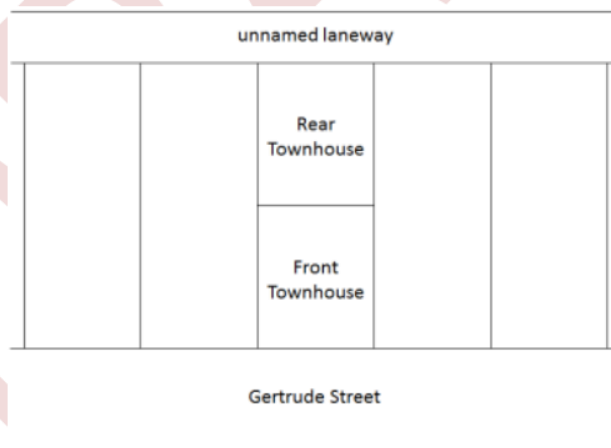 unnamed laneway
Rear
Townhouse
Front
Townhouse
Gertrude Street